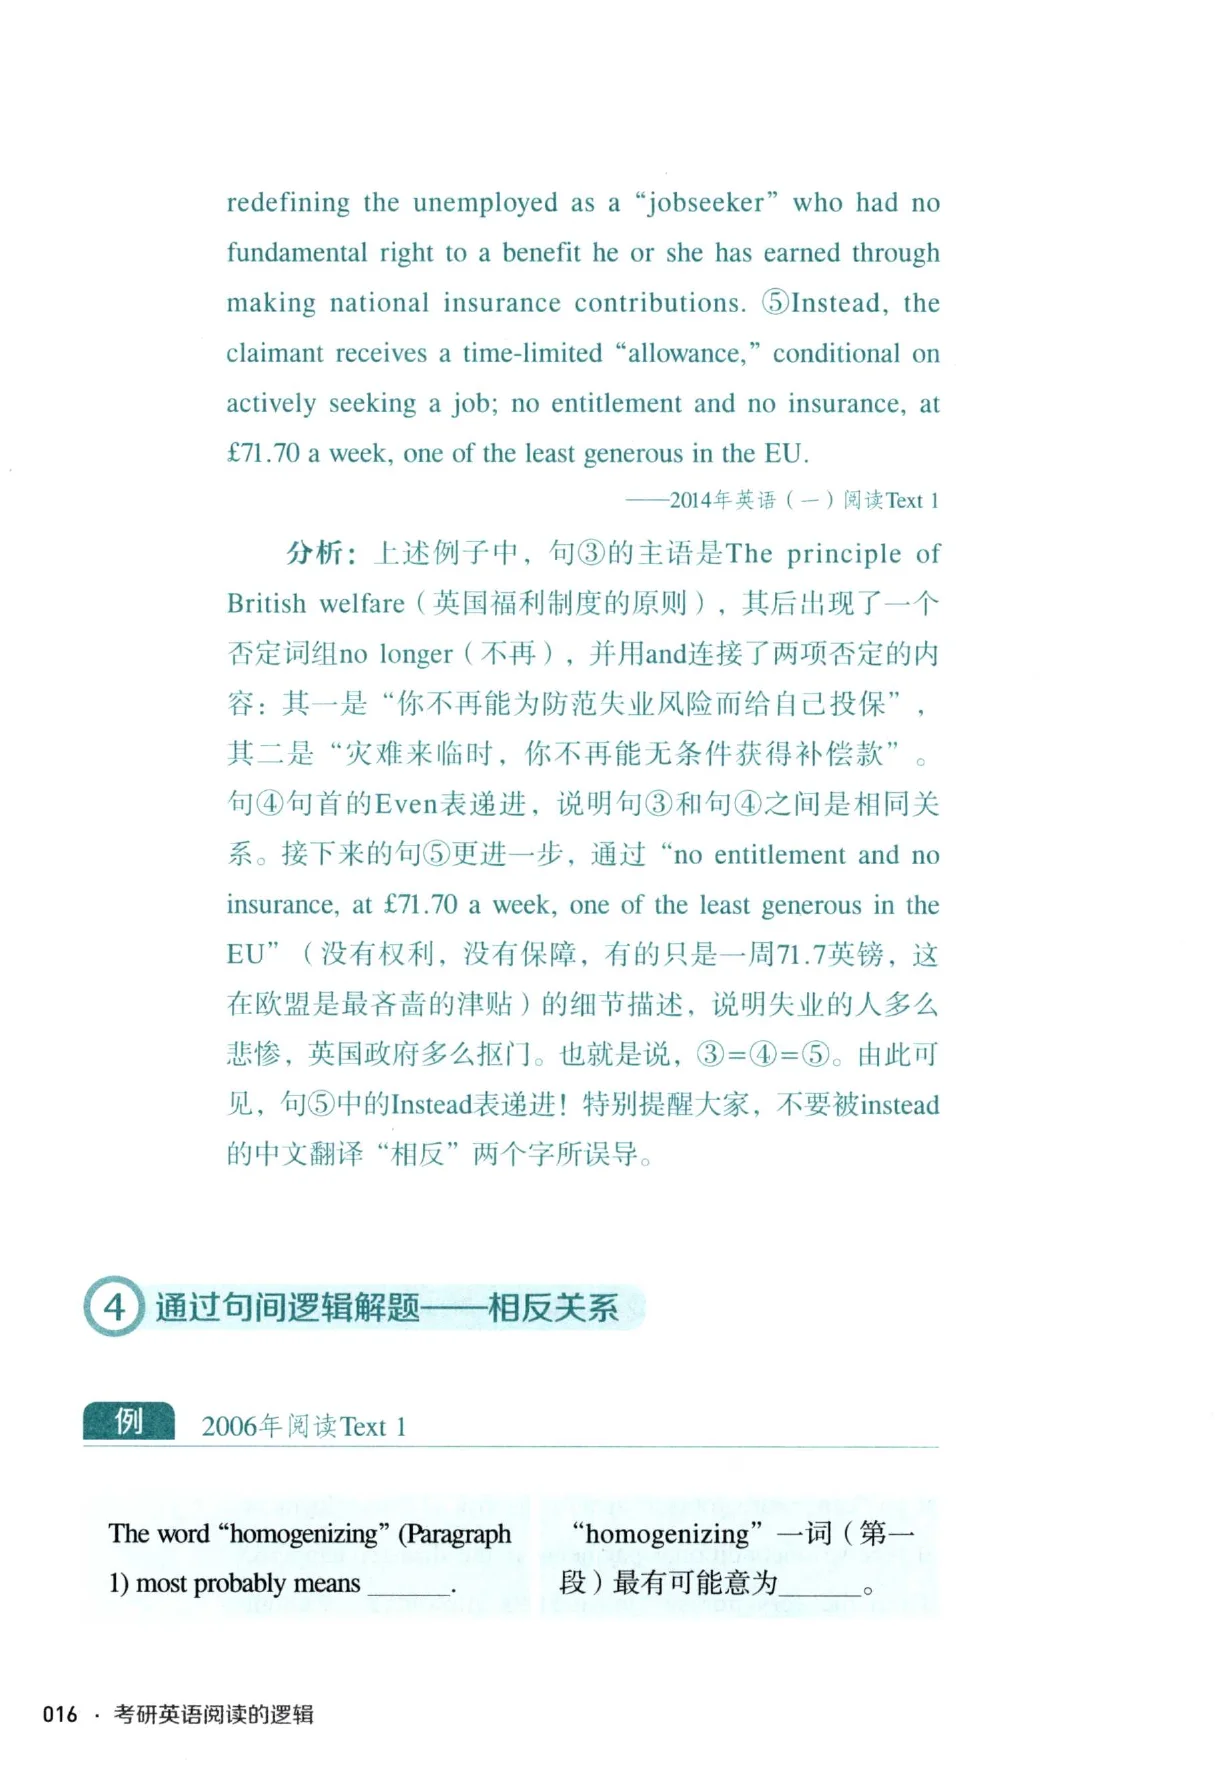 redefining the unemployed as a “jobseeker” who had no
fundamental right to a benefit he or she has earned through
making national insurance contributions. ⑤Instead, the
claimant receives a time-limited “allowance,” conditional on
actively seeking a job; no entitlement and no insurance, at
£71.70 a week, one of the least generous in the EU.
——2014年英语（一）阅读Text 1
分析：上述例子中，句③的主语是The principle of
British welfare（英国福利制度的原则），其后出现了一个
否定词组no longer（不再），并用and连接了两项否定的内
容：其一是“你不再能为防范失业风险而给自己投保”，
其二是“灾难来临时，你不再能无条件获得补偿款”。
句④句首的Even表递进，说明句③和句④之间是相同关
系。接下来的句⑤更进一步，通过“no entitlement and no
insurance, at £71.70 a week, one of the least generous in the
EU”（没有权利，没有保障，有的只是一周71.7英镑，这
在欧盟是最吝啬的津贴）的细节描述，说明失业的人多么
悲惨，英国政府多么抠门。也就是说，③=④=⑤。由此可
见，句⑤中的Instead表递进！特别提醒大家，不要被instead
的中文翻译“相反”两个字所误导。
④ 通过句间逻辑解题——相反关系
例 2006年阅读Text 1
The word “homogenizing” (Paragraph
1) most probably means ______.
“homogenizing”一词（第一
段）最有可能意为______。
016 · 考研英语阅读的逻辑